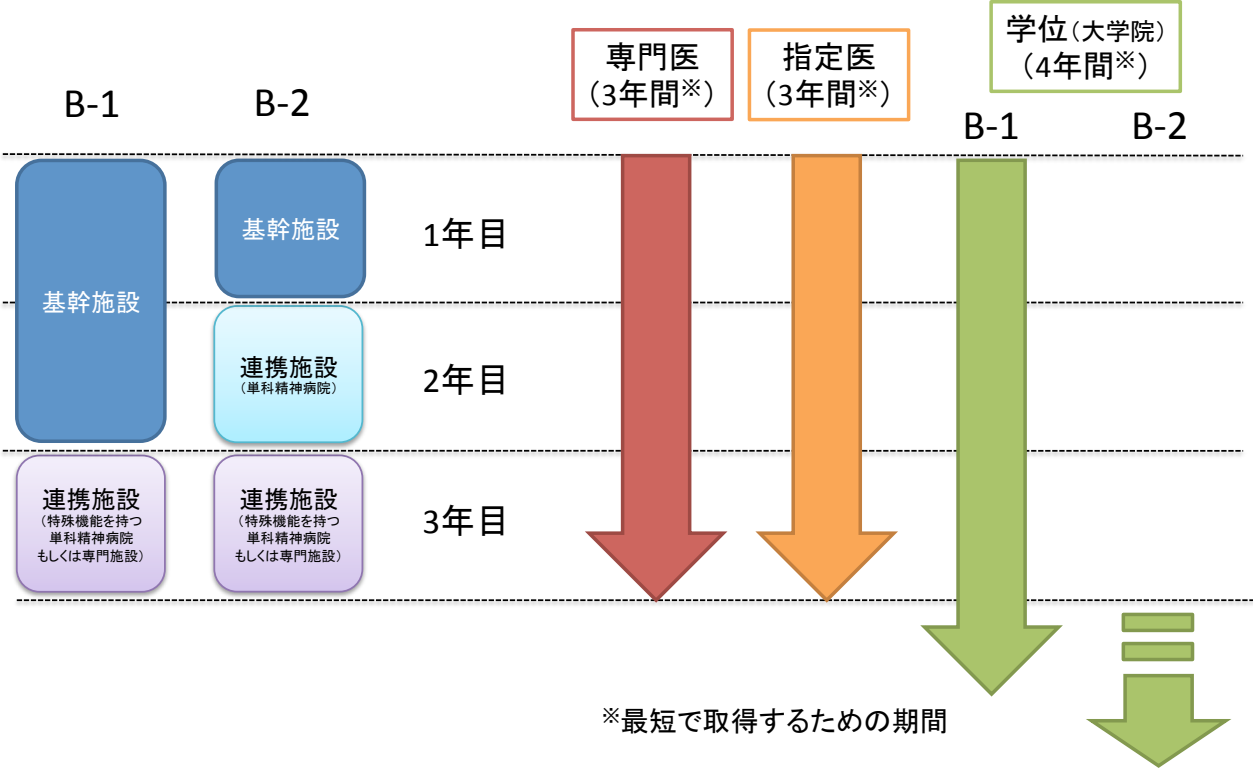 B-1
B-2
専門医
（3年間※）
指定医
（3年間※）
学位（大学院）
（4年間※）
B-1
B-2
基幹施設
基幹施設
1年目
連携施設
（単科精神病院）
2年目
連携施設
（特殊機能を持つ
単科精神病院
もしくは専門施設）
連携施設
（特殊機能を持つ
単科精神病院
もしくは専門施設）
3年目
※最短で取得するための期間